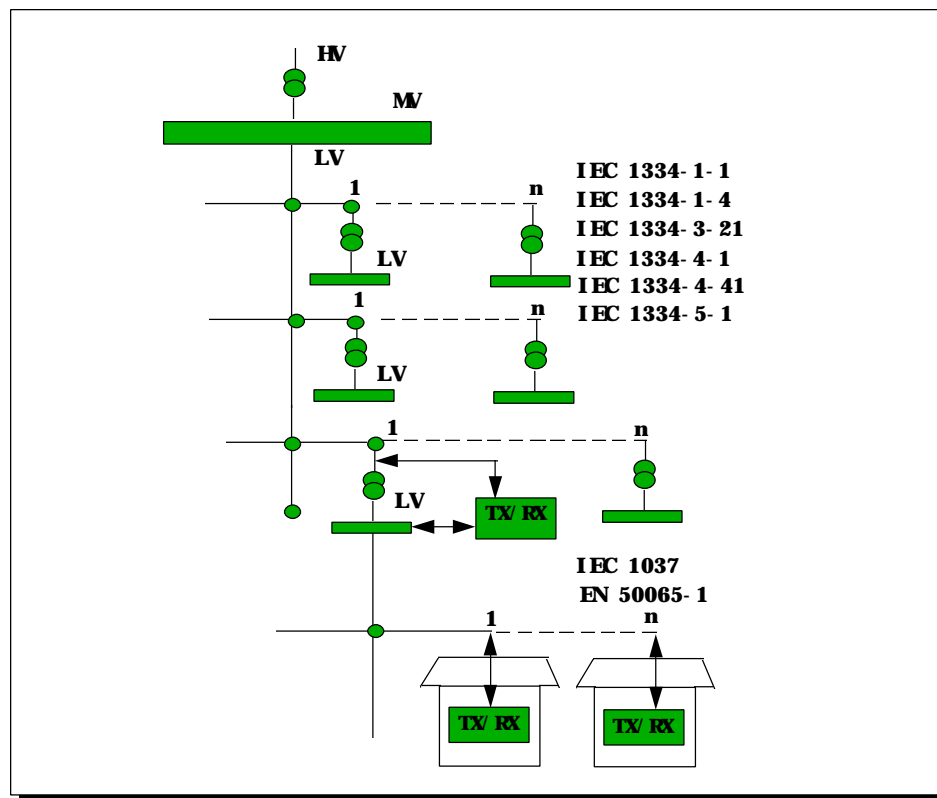 HV
MV
LV
1
n
IEC 1334-1-1
IEC 1334-1-4
IEC 1334-3-21
IEC 1334-4-1
IEC 1334-4-41
IEC 1334-5-1
LV
1
n
LV
1
n
LV
TX/RX
IEC 1037
EN 50065-1
1
n
TX/RX
TX/RX